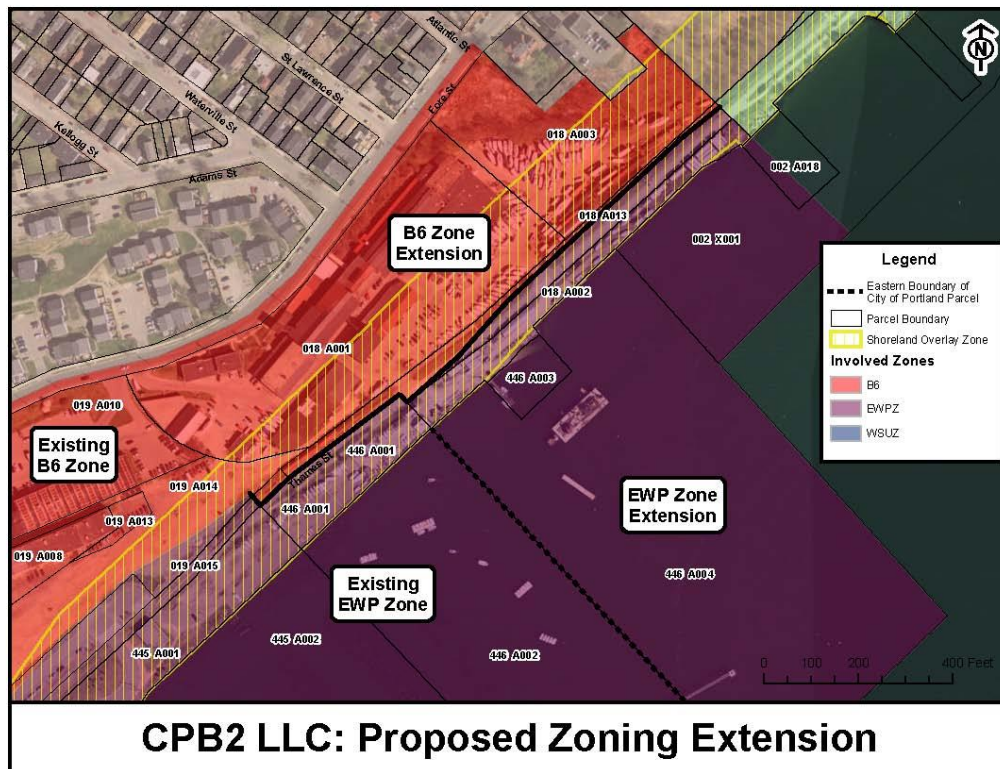 Atlantic St
St Lawrence St
Waterville St
Kellogg St
Fore St
Adams St
N
018 A003
002 A018
018 A013
002 X001
B6 Zone
Extension
018 A002
018 A001
446 A003
019 A010
Existing
B6 Zone
446 A001
Thames St
019 A014
446 A001
EWP Zone
Extension
019 A013
019 A008
019 A015
Existing
EWP Zone
446 A004
445 A002
446 A002
445 A001
Legend
Eastern Boundary of
City of Portland Parcel
Parcel Boundary
Shoreland Overlay Zone
Involved Zones
B6
EWPZ
WSUZ
0 100 200 400 Feet
CPB2 LLC: Proposed Zoning Extension